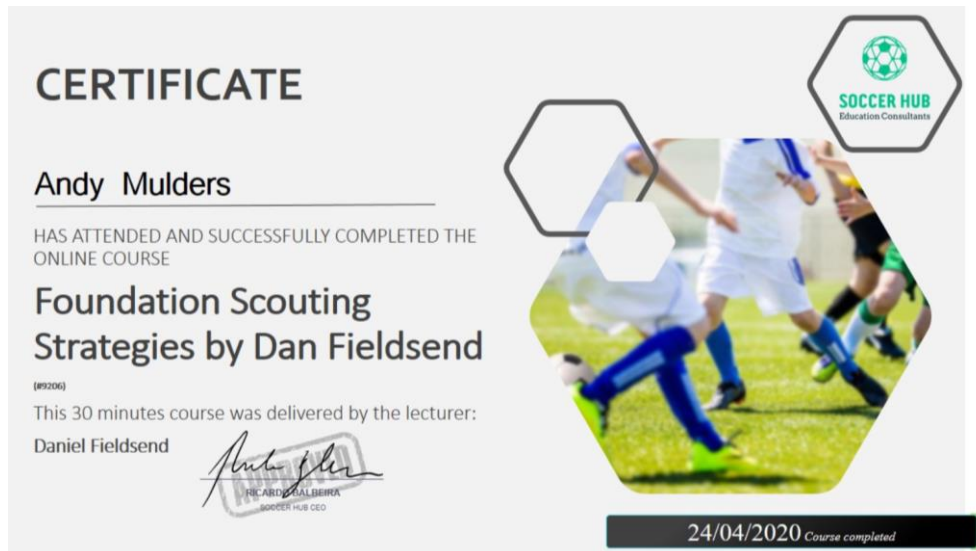 CERTIFICATE
SOCCER HUB
Education Consultants
Andy Mulders
HAS ATTENDED AND SUCCESSFULLY COMPLETED THE
ONLINE COURSE
Foundation Scouting
Strategies by Dan Fieldsend
(#9206)
This 30 minutes course was delivered by the lecturer:
Daniel Fieldsend
APPROVED
RICARDO BALBEIRA
SOCCER HUB CEO
24/04/2020 Course completed